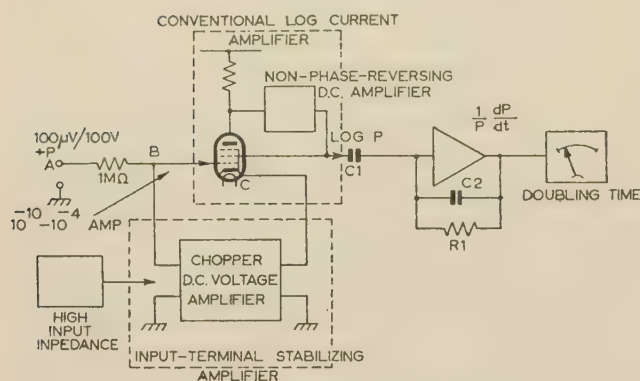 CONVENTIONAL LOG CURRENT
AMPLIFIER
NON-PHASE-REVERSING
D.C. AMPLIFIER
100μV/100V
+P
A
1MΩ
B
C
LOG P
C1
1/P dP/dt
C2
R1
DOUBLING TIME
10⁻¹⁰ -10⁻⁴
AMP
CHOPPER
D.C. VOLTAGE
AMPLIFIER
HIGH
INPUT
INPEDANCE
INPUT-TERMINAL STABILIZING
AMPLIFIER